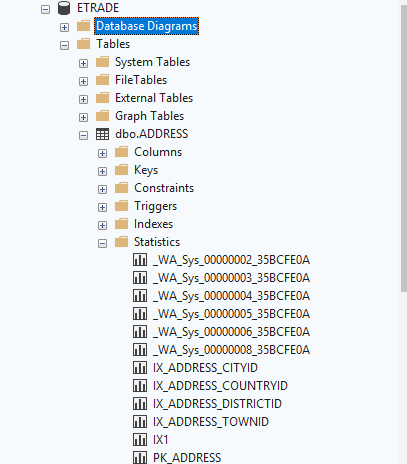 ETRADE
Database Diagrams
Tables
System Tables
FileTables
External Tables
Graph Tables
dbo.ADDRESS
Columns
Keys
Constraints
Triggers
Indexes
Statistics
_WA_Sys_00000002_35BCFE0A
_WA_Sys_00000003_35BCFE0A
_WA_Sys_00000004_35BCFE0A
_WA_Sys_00000005_35BCFE0A
_WA_Sys_00000006_35BCFE0A
_WA_Sys_00000008_35BCFE0A
IX_ADDRESS_CITYID
IX_ADDRESS_COUNTRYID
IX_ADDRESS_DISTRICTID
IX_ADDRESS_TOWNID
IX1
PK_ADDRESS